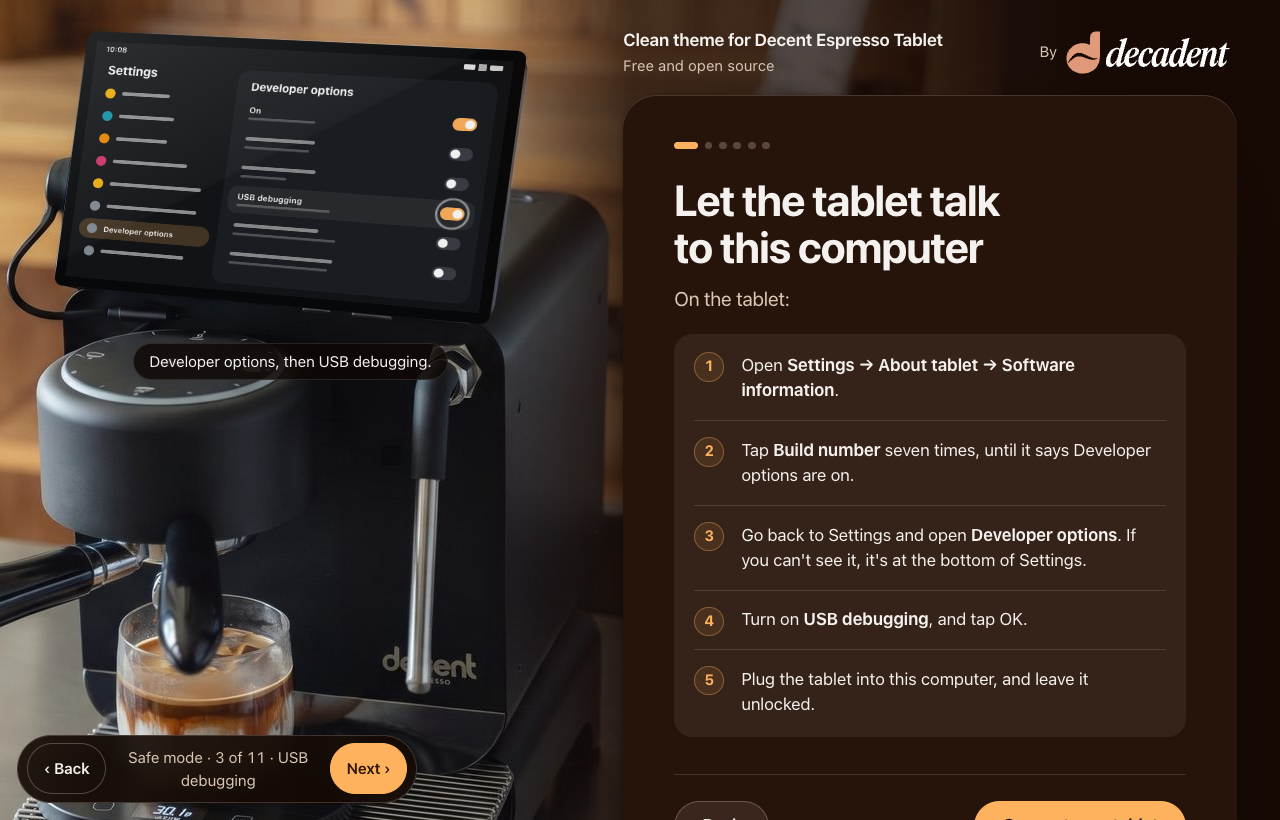 10:08
Settings
Developer options
Developer options
On
USB debugging
Developer options, then USB debugging.
decent
30.1
‹ Back
Safe mode · 3 of 11 · USB
debugging
Next ›
Clean theme for Decent Espresso Tablet
Free and open source
By decadent
Let the tablet talk
to this computer
On the tablet:
1 Open Settings → About tablet → Software
information.
2 Tap Build number seven times, until it says Developer
options are on.
3 Go back to Settings and open Developer options. If
you can't see it, it's at the bottom of Settings.
4 Turn on USB debugging, and tap OK.
5 Plug the tablet into this computer, and leave it
unlocked.